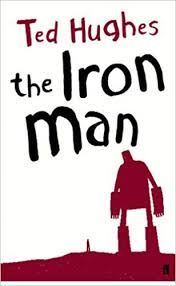 Ted Hughes
the Iron
man
ff